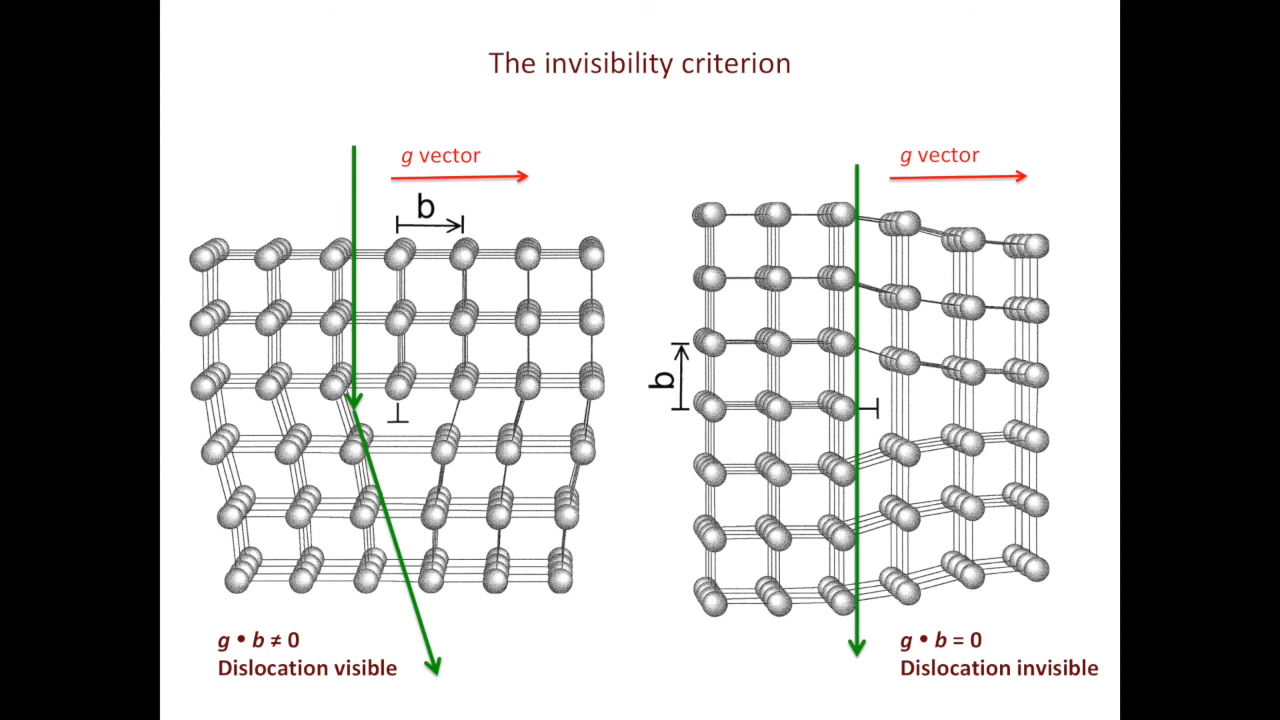 The invisibility criterion
g vector
b
⊥
g • b ≠ 0
Dislocation visible
g vector
b
⊥
g • b = 0
Dislocation invisible